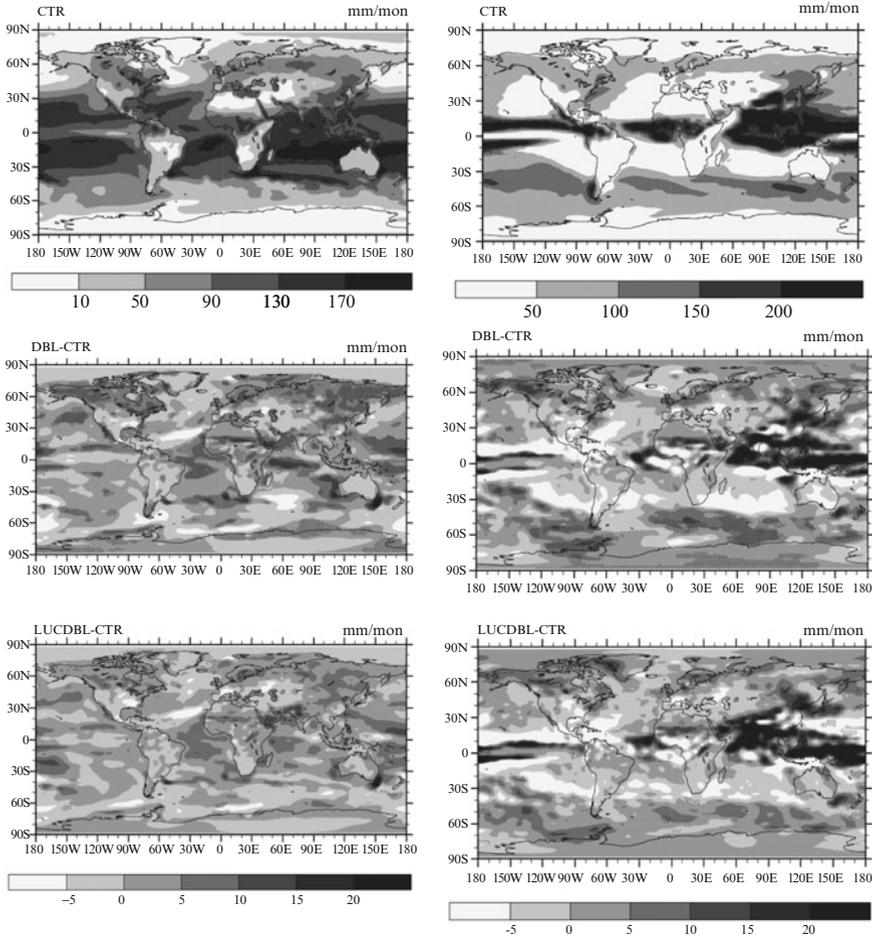 CTR mm/mon
90N
60N
30N
0
30S
60S
90S
180 150W 120W 90W 60W 30W 0 30E 60E 90E 120E 150E 180
10 50 90 130 170
CTR mm/mon
90N
60N
30N
0
30S
60S
90S
180 150W 120W 90W 60W 30W 0 30E 60E 90E 120E 150E 180
50 100 150 200
DBL-CTR mm/mon
90N
60N
30N
0
30S
60S
90S
180 150W 120W 90W 60W 30W 0 30E 60E 90E 120E 150E 180
DBL-CTR mm/mon
90N
60N
30N
0
30S
60S
90S
180 150W 120W 90W 60W 30W 0 30E 60E 90E 120E 150E 180
LUCDBL-CTR mm/mon
90N
60N
30N
0
30S
60S
90S
180 150W 120W 90W 60W 30W 0 30E 60E 90E 120E 150E 180
−5 0 5 10 15 20
LUCDBL-CTR mm/mon
90N
60N
30N
0
30S
60S
90S
180 150W 120W 90W 60W 30W 0 30E 60E 90E 120E 150E 180
-5 0 5 10 15 20